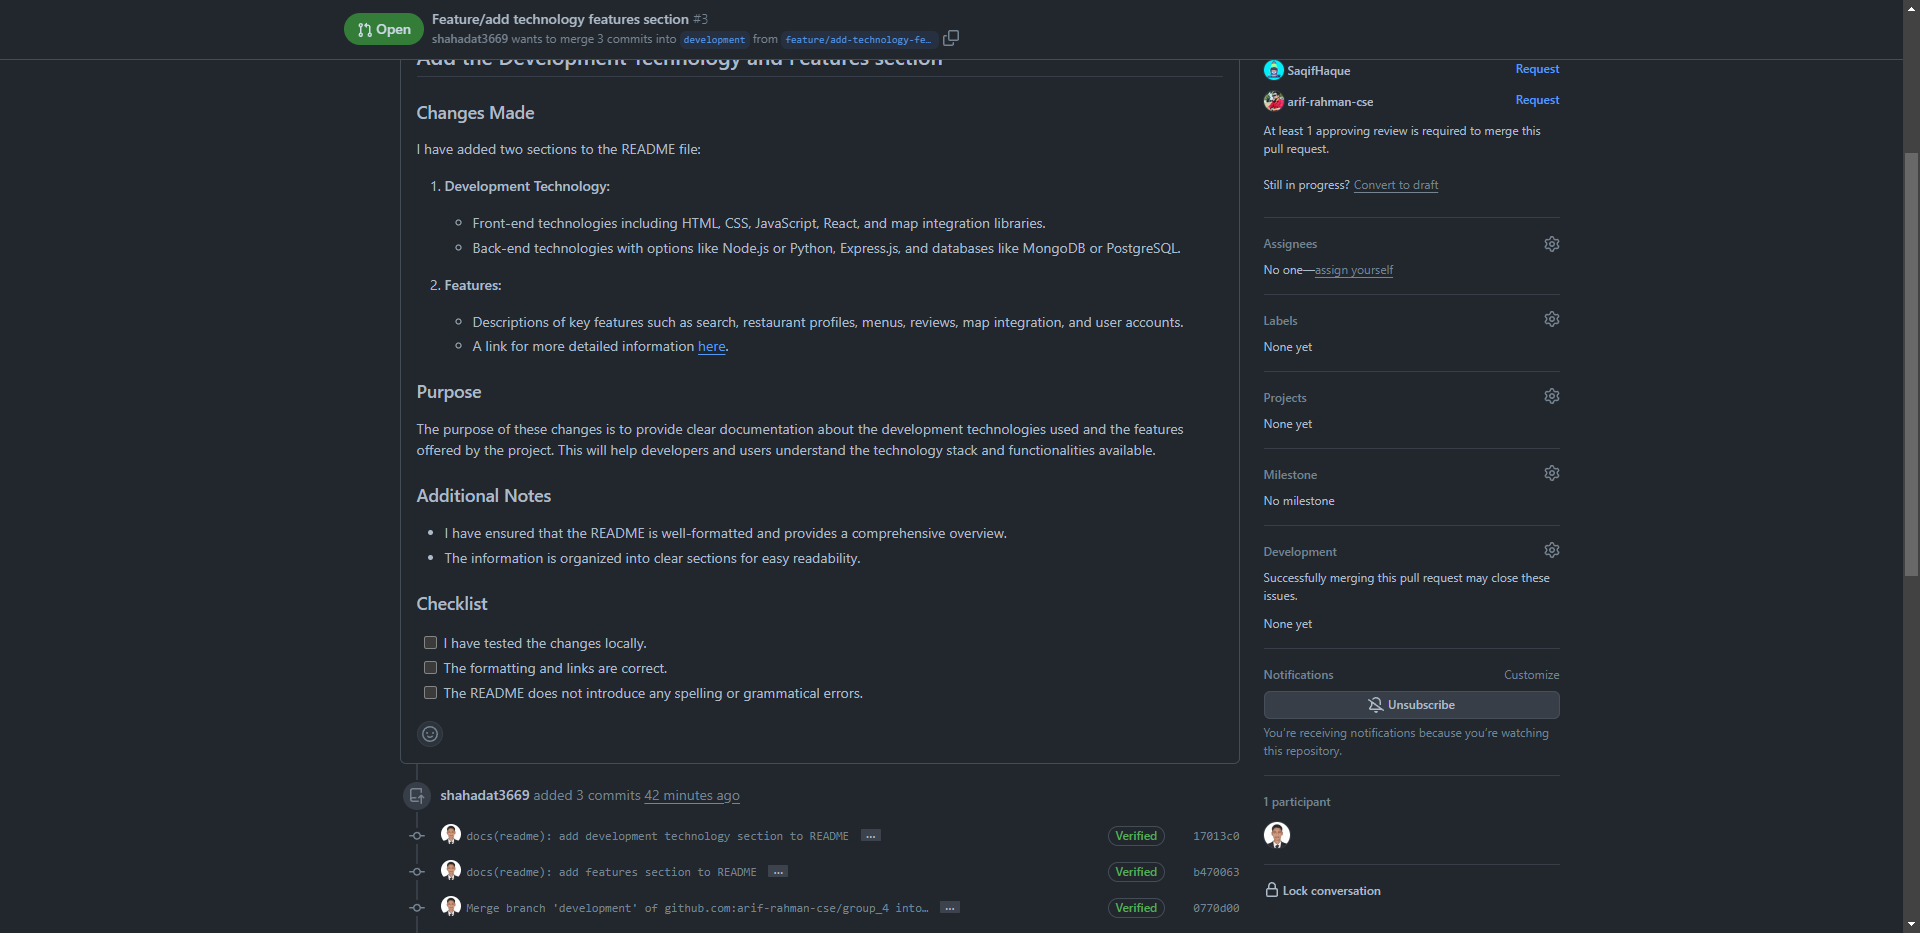 Open
Feature/add technology features section #3
shahadat3669 wants to merge 3 commits into development from feature/add-technology-fe…
Add the Development Technology and Features section
Changes Made
I have added two sections to the README file:
1. Development Technology:
Front-end technologies including HTML, CSS, JavaScript, React, and map integration libraries.
Back-end technologies with options like Node.js or Python, Express.js, and databases like MongoDB or PostgreSQL.
2. Features:
Descriptions of key features such as search, restaurant profiles, menus, reviews, map integration, and user accounts.
A link for more detailed information here.
Purpose
The purpose of these changes is to provide clear documentation about the development technologies used and the features
offered by the project. This will help developers and users understand the technology stack and functionalities available.
Additional Notes
I have ensured that the README is well-formatted and provides a comprehensive overview.
The information is organized into clear sections for easy readability.
Checklist
I have tested the changes locally.
The formatting and links are correct.
The README does not introduce any spelling or grammatical errors.
shahadat3669 added 3 commits 42 minutes ago
docs(readme): add development technology section to README … Verified 17013c0
docs(readme): add features section to README … Verified b470063
Merge branch 'development' of github.com:arif-rahman-cse/group_4 into… … Verified 0770d00
SaqifHaque Request
arif-rahman-cse Request
At least 1 approving review is required to merge this
pull request.
Still in progress? Convert to draft
Assignees
No one—assign yourself
Labels
None yet
Projects
None yet
Milestone
No milestone
Development
Successfully merging this pull request may close these
issues.
None yet
Notifications Customize
Unsubscribe
You're receiving notifications because you're watching
this repository.
1 participant
Lock conversation